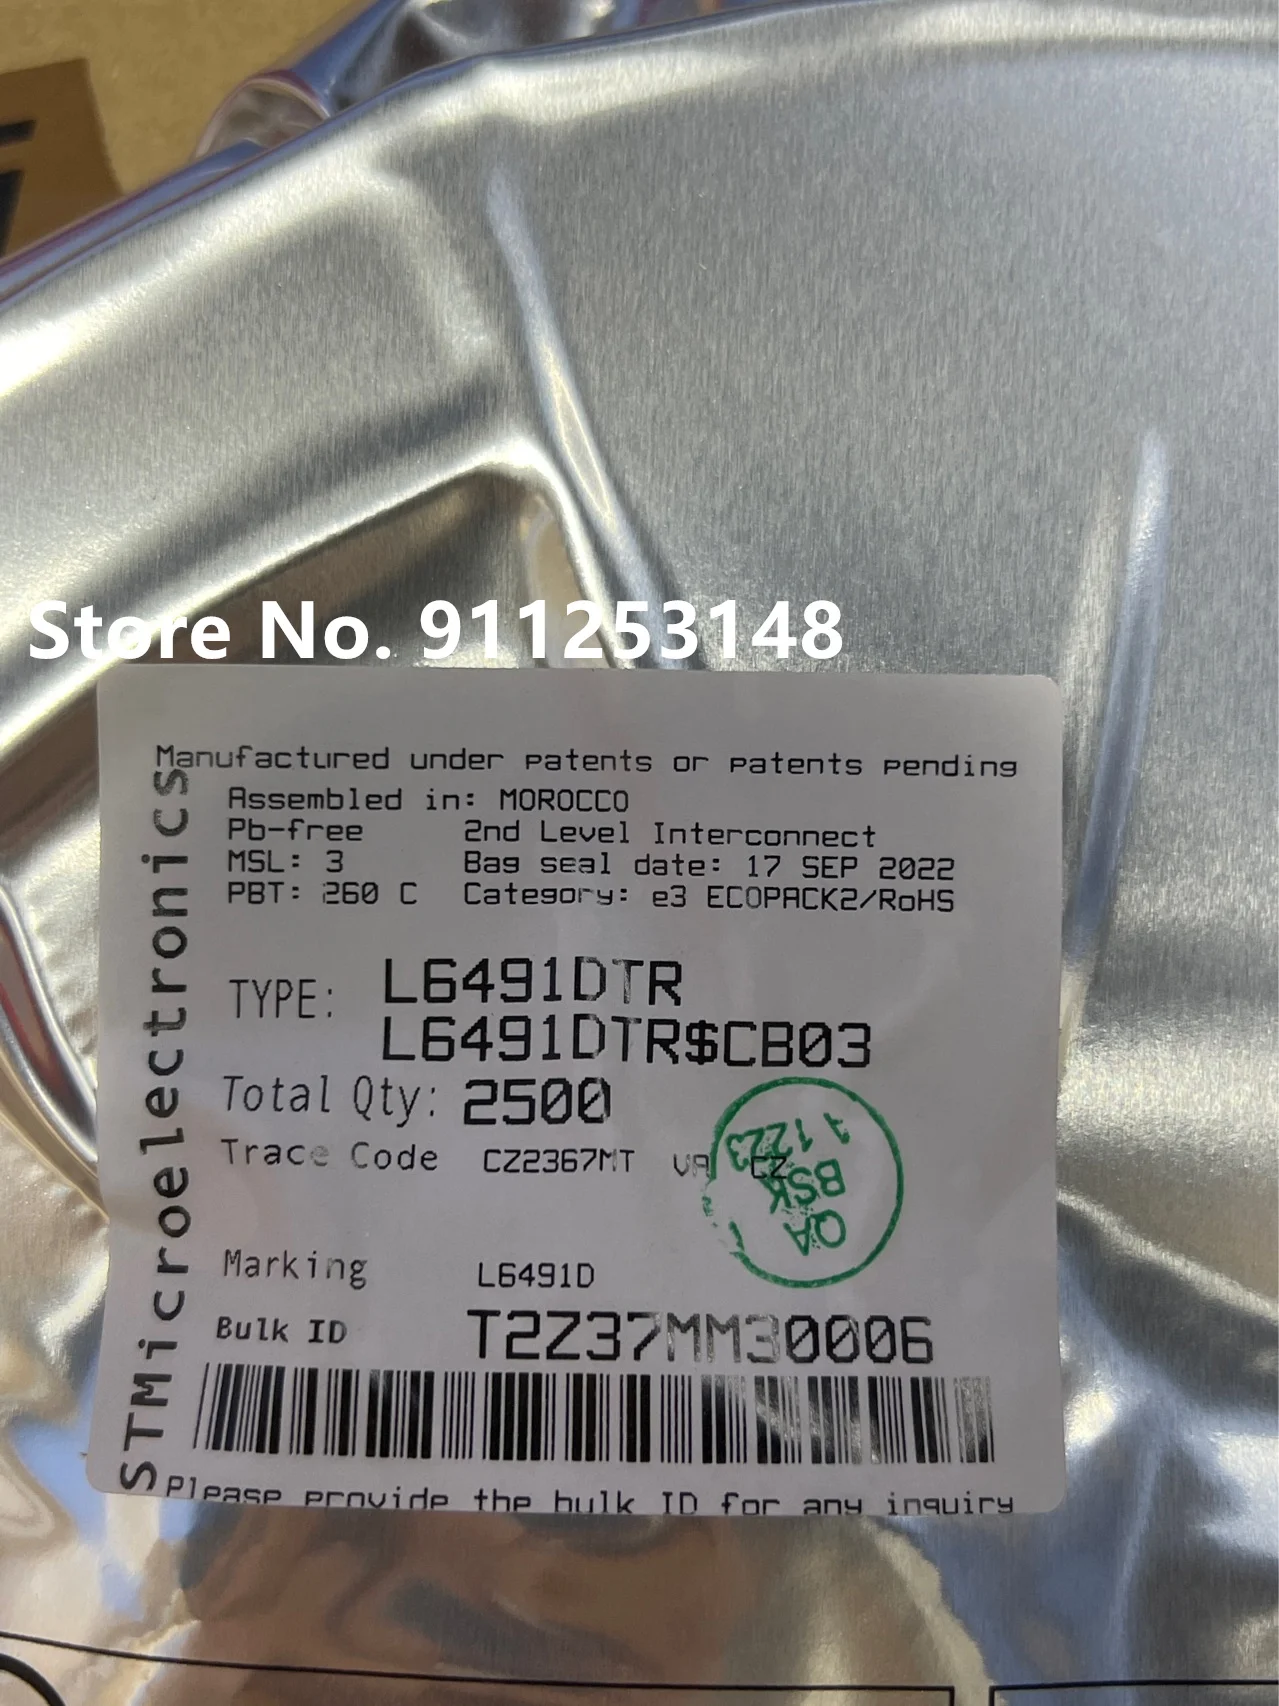 Store No. 911253148
Manufactured under patents or patents pending
Assembled in: MOROCCO
Pb-free 2nd Level Interconnect
MSL: 3 Bag seal date: 17 SEP 2022
PBT: 260 C Category: e3 ECOPACK2/RoHS
TYPE: L6491DTR
L6491DTR$CB03
Total Qty: 2500
Trace Code CZ2367MT VA CZ
Marking L6491D
Bulk ID T2Z37MM30006
Please provide the bulk ID for any inquiry
STMicroelectronics
QA
BSK